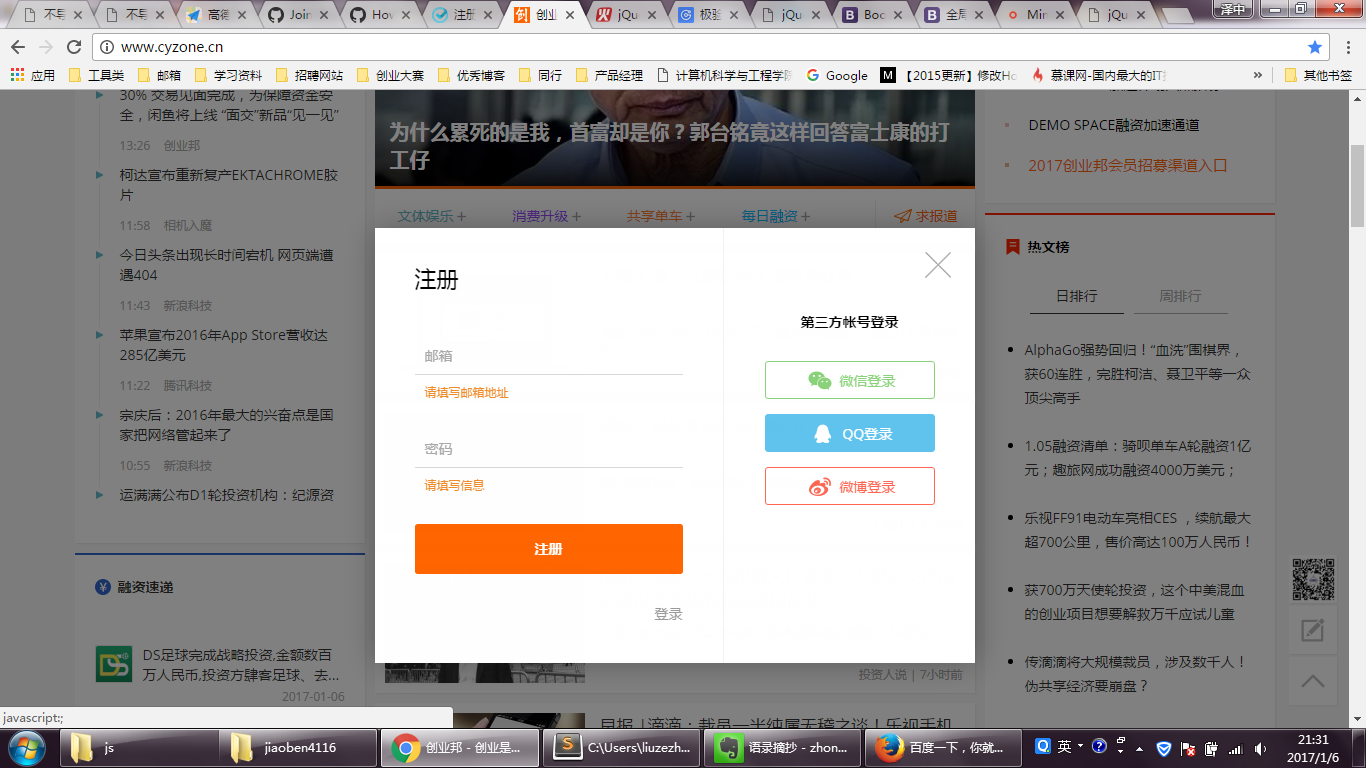 不导
不导
高德
Join
How
注册
创业
jQu
极验
jQu
Boo
全局
Min
jQu
泽中
www.cyzone.cn
应用
工具类
邮箱
学习资料
招聘网站
创业大赛
优秀博客
同行
产品经理
计算机科学与工程学院
Google
【2015更新】修改Ho
慕课网-国内最大的IT技
»
其他书签
30% 交易见面完成，为保障资金安
全，闲鱼将上线 “面交”新品“见一见”
13:26 创业邦
柯达宣布重新复产EKTACHROME胶
片
11:58 相机入魔
今日头条出现长时间宕机 网页端遭
遇404
11:43 新浪科技
苹果宣布2016年App Store营收达
285亿美元
11:22 腾讯科技
宗庆后：2016年最大的兴奋点是国
家把网络管起来了
10:55 新浪科技
运满满公布D1轮投资机构：纪源资
融资速递
DS足球完成战略投资,金额数百
万人民币,投资方肆客足球、去...
2017-01-06
为什么累死的是我，首富却是你？郭台铭竟这样回答富士康的打
工仔
文体娱乐 +
消费升级 +
共享单车 +
每日融资 +
求报道
注册
邮箱
请填写邮箱地址
密码
请填写信息
注册
登录
第三方帐号登录
微信登录
QQ登录
微博登录
投资人说 | 7小时前
早报 | 滴滴：裁员一半纯属无稽之谈！乐视手机
DEMO SPACE融资加速通道
2017创业邦会员招募渠道入口
热文榜
日排行
周排行
AlphaGo强势回归！“血洗”围棋界，
获60连胜，完胜柯洁、聂卫平等一众
顶尖高手
1.05融资清单：骑呗单车A轮融资1亿
元；趣旅网成功融资4000万美元；
乐视FF91电动车亮相CES ，续航最大
超700公里，售价高达100万人民币！
获700万天使轮投资，这个中美混血
的创业项目想要解救万千应试儿童
传滴滴将大规模裁员，涉及数千人！
伪共享经济要崩盘？
javascript:;
js
jiaoben4116
创业邦 - 创业是...
C:\Users\liuzezh...
语录摘抄 - zhon...
百度一下，你就...
英
21:31
2017/1/6